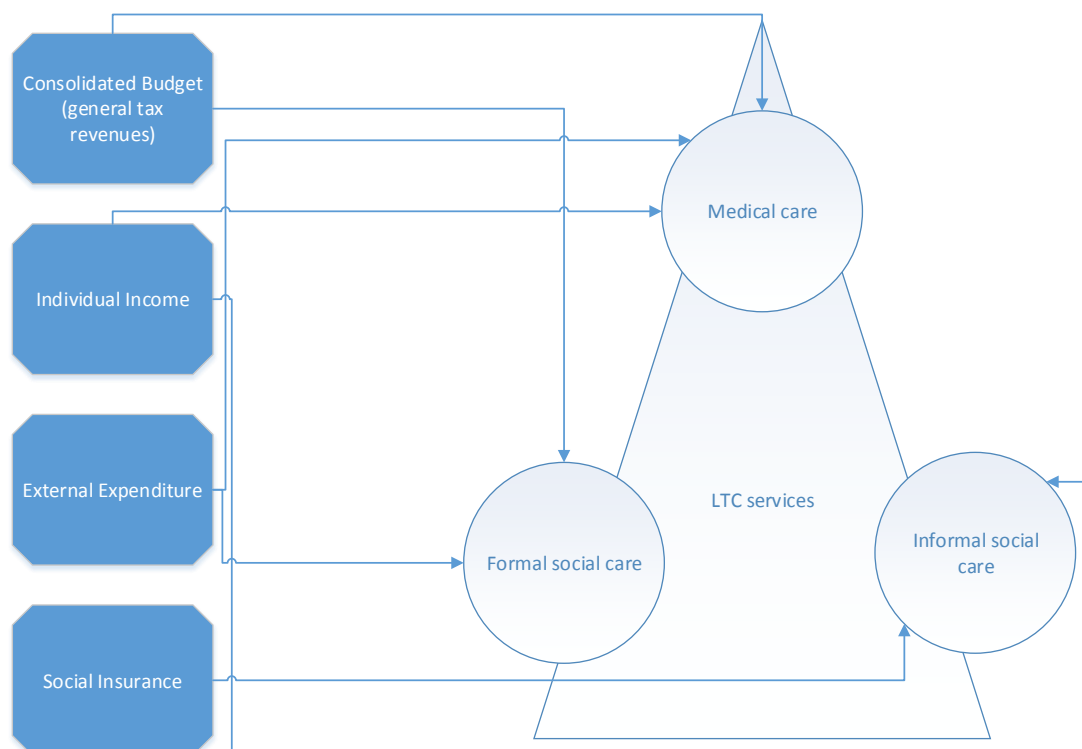 Consolidated Budget
(general tax
revenues)
Medical care
Individual Income
External Expenditure
LTC services
Formal social care
Informal social
care
Social Insurance